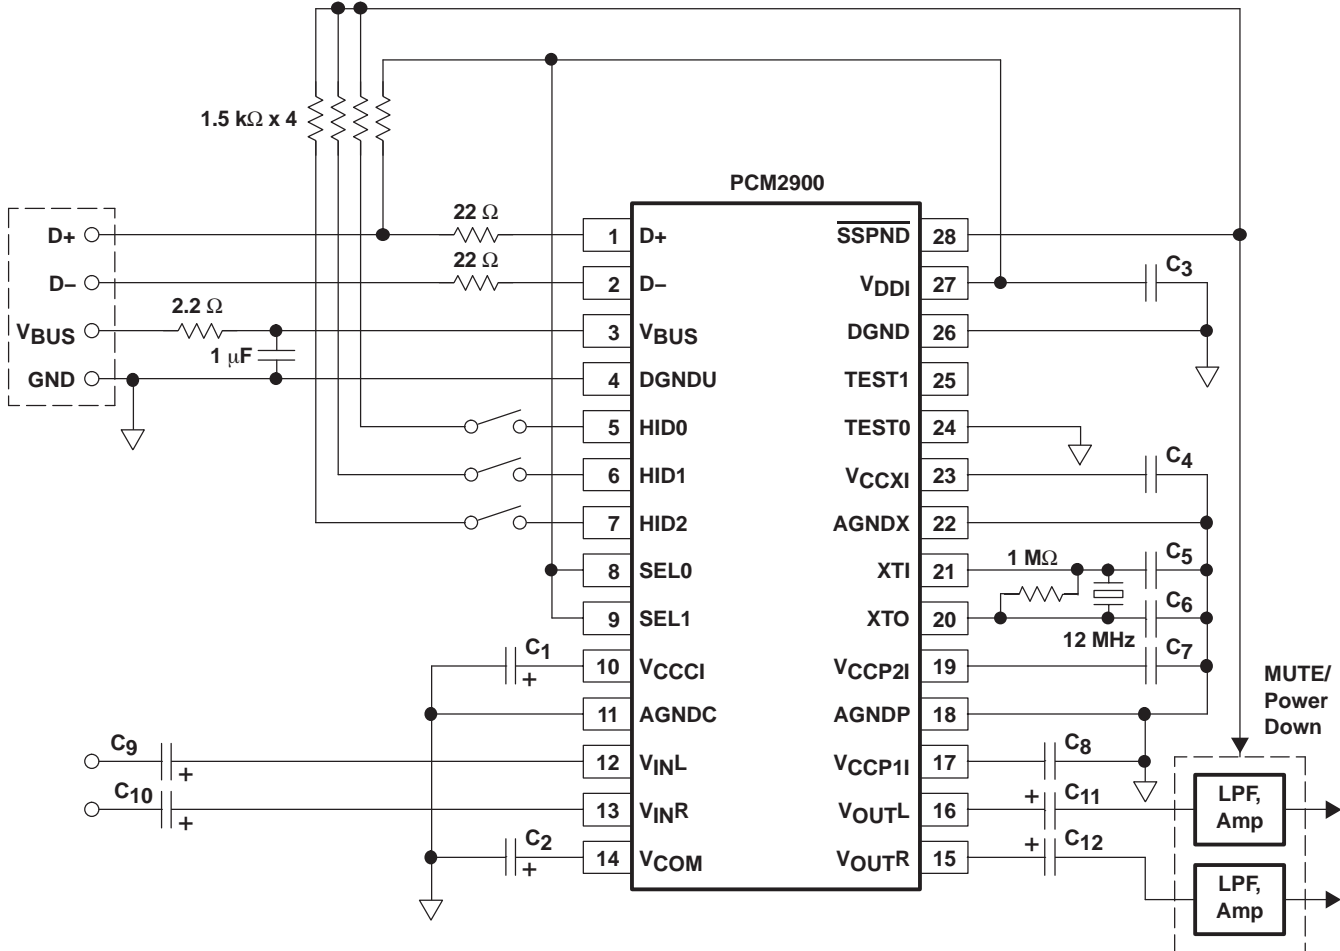 1.5 kΩ x 4
PCM2900
D+
D–
VBUS
GND
22 Ω
22 Ω
2.2 Ω
1 μF
1 D+
2 D–
3 VBUS
4 DGNDU
5 HID0
6 HID1
7 HID2
8 SEL0
9 SEL1
10 VCCCI
11 AGNDC
12 VINL
13 VINR
14 VCOM
SSPND 28
VDDI 27
DGND 26
TEST1 25
TEST0 24
VCCXI 23
AGNDX 22
XTI 21
XTO 20
VCCP2I 19
AGNDP 18
VCCP1I 17
VOUTL 16
VOUTR 15
C1
+
C9
+
C10
+
C2
+
C3
C4
1 MΩ
C5
C6
12 MHz
C7
C8
+ C11
+ C12
MUTE/
Power
Down
LPF,
Amp
LPF,
Amp